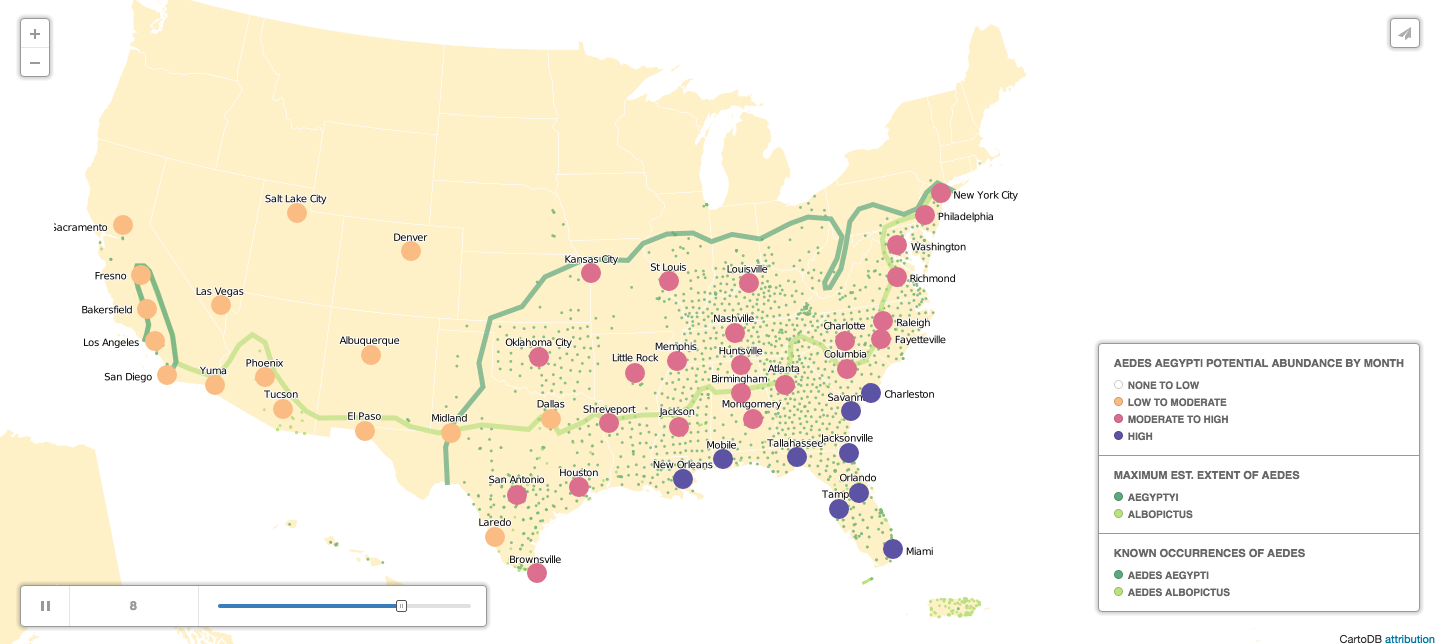 +
−
New York City
Salt Lake City
Philadelphia
Sacramento
Denver
Washington
Kansas City
St Louis
Louisville
Fresno
Richmond
Las Vegas
Bakersfield
Nashville
Charlotte
Raleigh
Los Angeles
Albuquerque
Oklahoma City
Memphis
Huntsville
Fayetteville
Little Rock
Columbia
Phoenix
Yuma
San Diego
Birmingham
Atlanta
Tucson
Dallas
Shreveport
Jackson
Montgomery
Savann
Charleston
El Paso
Midland
Mobile
Tallahassee
Jacksonville
New Orleans
San Antonio
Houston
Orlando
Tamp
Laredo
Miami
Brownsville
8
AEDES AEGYPTI POTENTIAL ABUNDANCE BY MONTH
NONE TO LOW
LOW TO MODERATE
MODERATE TO HIGH
HIGH
MAXIMUM EST. EXTENT OF AEDES
AEGYPTYI
ALBOPICTUS
KNOWN OCCURRENCES OF AEDES
AEDES AEGYPTI
AEDES ALBOPICTUS
CartoDB attribution